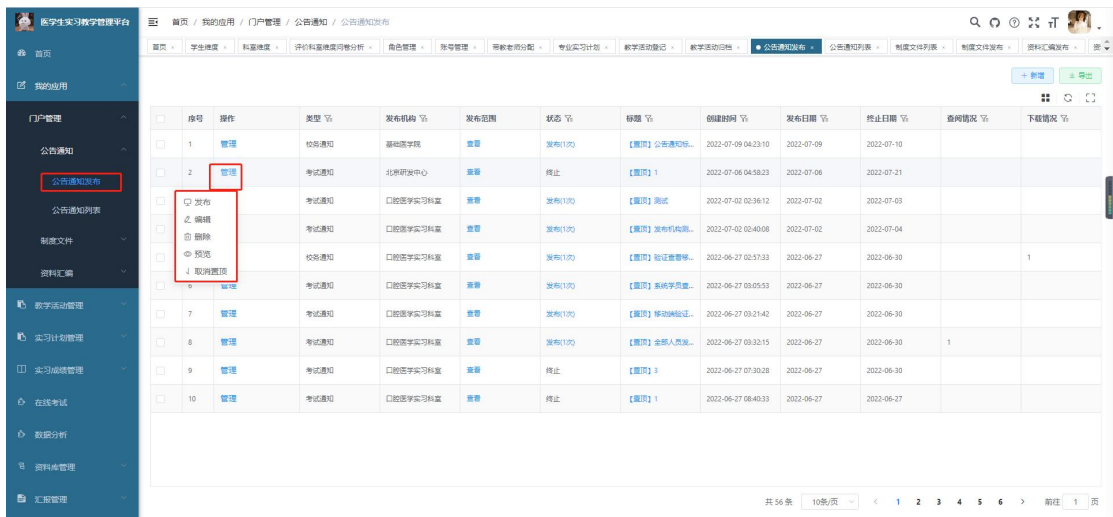 医学生实习教学管理平台 首页 / 我的应用 / 门户管理 / 公告通知 / 公告通知发布
首页 × 学生维度 × 科室维度 × 评价科室维度问卷分析 × 角色管理 × 账号管理 × 带教老师分配 × 专业实习计划 × 教学活动登记 × 教学活动归档 × ● 公告通知发布 × 公告通知列表 × 制度文件列表 × 制度文件发布 × 资料汇编发布 ×
首页
我的应用
门户管理
公告通知
公告通知发布
公告通知列表
制度文件
资料汇编
教学活动管理
实习计划管理
实习成绩管理
在线考试
数据分析
资料库管理
汇报管理
+ 新增 导出
序号 操作 类型 发布机构 发布范围 状态 标题 创建时间 发布日期 终止日期 查阅情况 下载情况
1 管理 校务通知 基础医学院 查看 发布(1次) 【置顶】公告通知标... 2022-07-09 04:23:10 2022-07-09 2022-07-10
2 管理 考试通知 北京研发中心 查看 终止 【置顶】1 2022-07-06 04:58:23 2022-07-06 2022-07-21
考试通知 口腔医学实习科室 查看 发布(1次) 【置顶】测试 2022-07-02 02:36:12 2022-07-02 2022-07-03
考试通知 口腔医学实习科室 查看 发布(1次) 【置顶】发布机构测... 2022-07-02 02:40:08 2022-07-02 2022-07-04
校务通知 口腔医学实习科室 查看 发布(1次) 【置顶】验证查看移... 2022-06-27 02:57:33 2022-06-27 2022-06-30 1
6 管理 考试通知 口腔医学实习科室 查看 发布(1次) 【置顶】系统学员查... 2022-06-27 03:05:53 2022-06-27 2022-06-30
7 管理 考试通知 口腔医学实习科室 查看 发布(1次) 【置顶】移动端验证... 2022-06-27 03:21:42 2022-06-27 2022-06-30
8 管理 考试通知 口腔医学实习科室 查看 发布(1次) 【置顶】全部人员发... 2022-06-27 03:32:15 2022-06-27 2022-06-30 1
9 管理 考试通知 口腔医学实习科室 查看 终止 【置顶】3 2022-06-27 07:30:28 2022-06-27 2022-06-30
10 管理 考试通知 口腔医学实习科室 查看 终止 【置顶】1 2022-06-27 08:40:33 2022-06-27 2022-06-27
发布
编辑
删除
预览
取消置顶
共 56 条 10条/页 < 1 2 3 4 5 6 > 前往 1 页